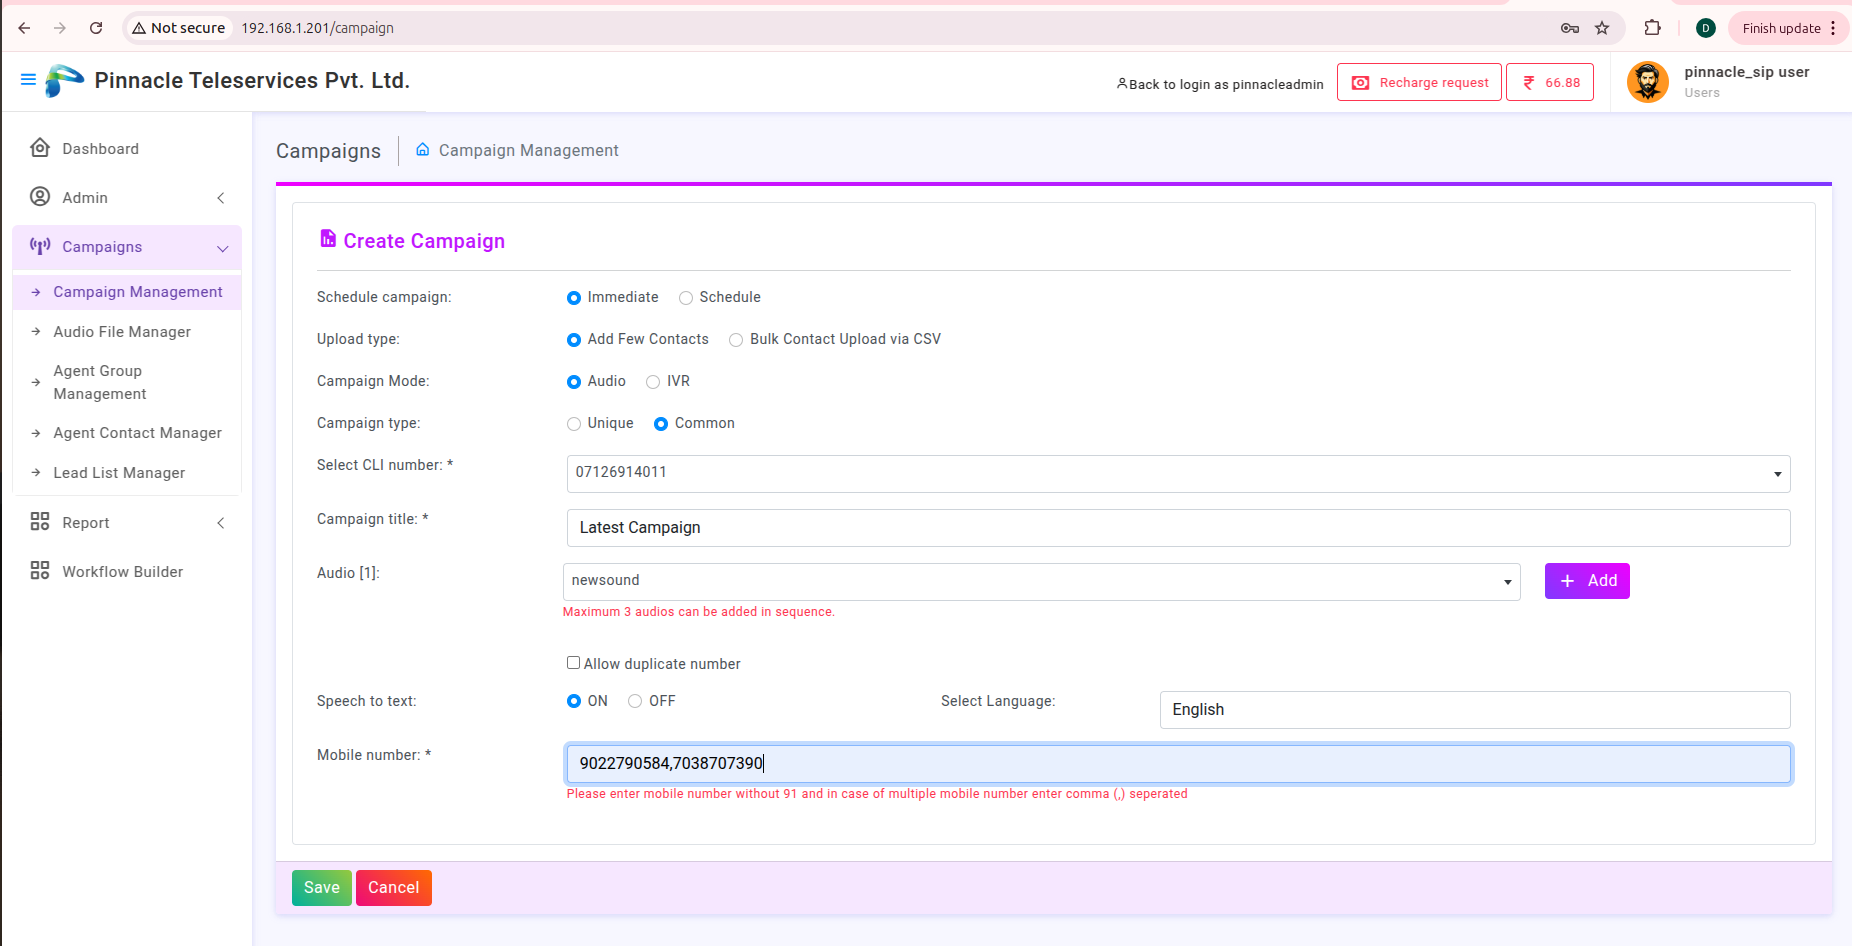 Not secure 192.168.1.201/campaign D Finish update
Pinnacle Teleservices Pvt. Ltd. Back to login as pinnacleadmin Recharge request ₹ 66.88 pinnacle_sip user
Users
Dashboard
Admin
Campaigns
Campaign Management
Audio File Manager
Agent Group
Management
Agent Contact Manager
Lead List Manager
Report
Workflow Builder
Campaigns Campaign Management
Create Campaign
Schedule campaign: Immediate Schedule
Upload type: Add Few Contacts Bulk Contact Upload via CSV
Campaign Mode: Audio IVR
Campaign type: Unique Common
Select CLI number: * 07126914011
Campaign title: * Latest Campaign
Audio [1]: newsound + Add
Maximum 3 audios can be added in sequence.
Allow duplicate number
Speech to text: ON OFF Select Language: English
Mobile number: * 9022790584,7038707390
Please enter mobile number without 91 and in case of multiple mobile number enter comma (,) seperated
Save Cancel